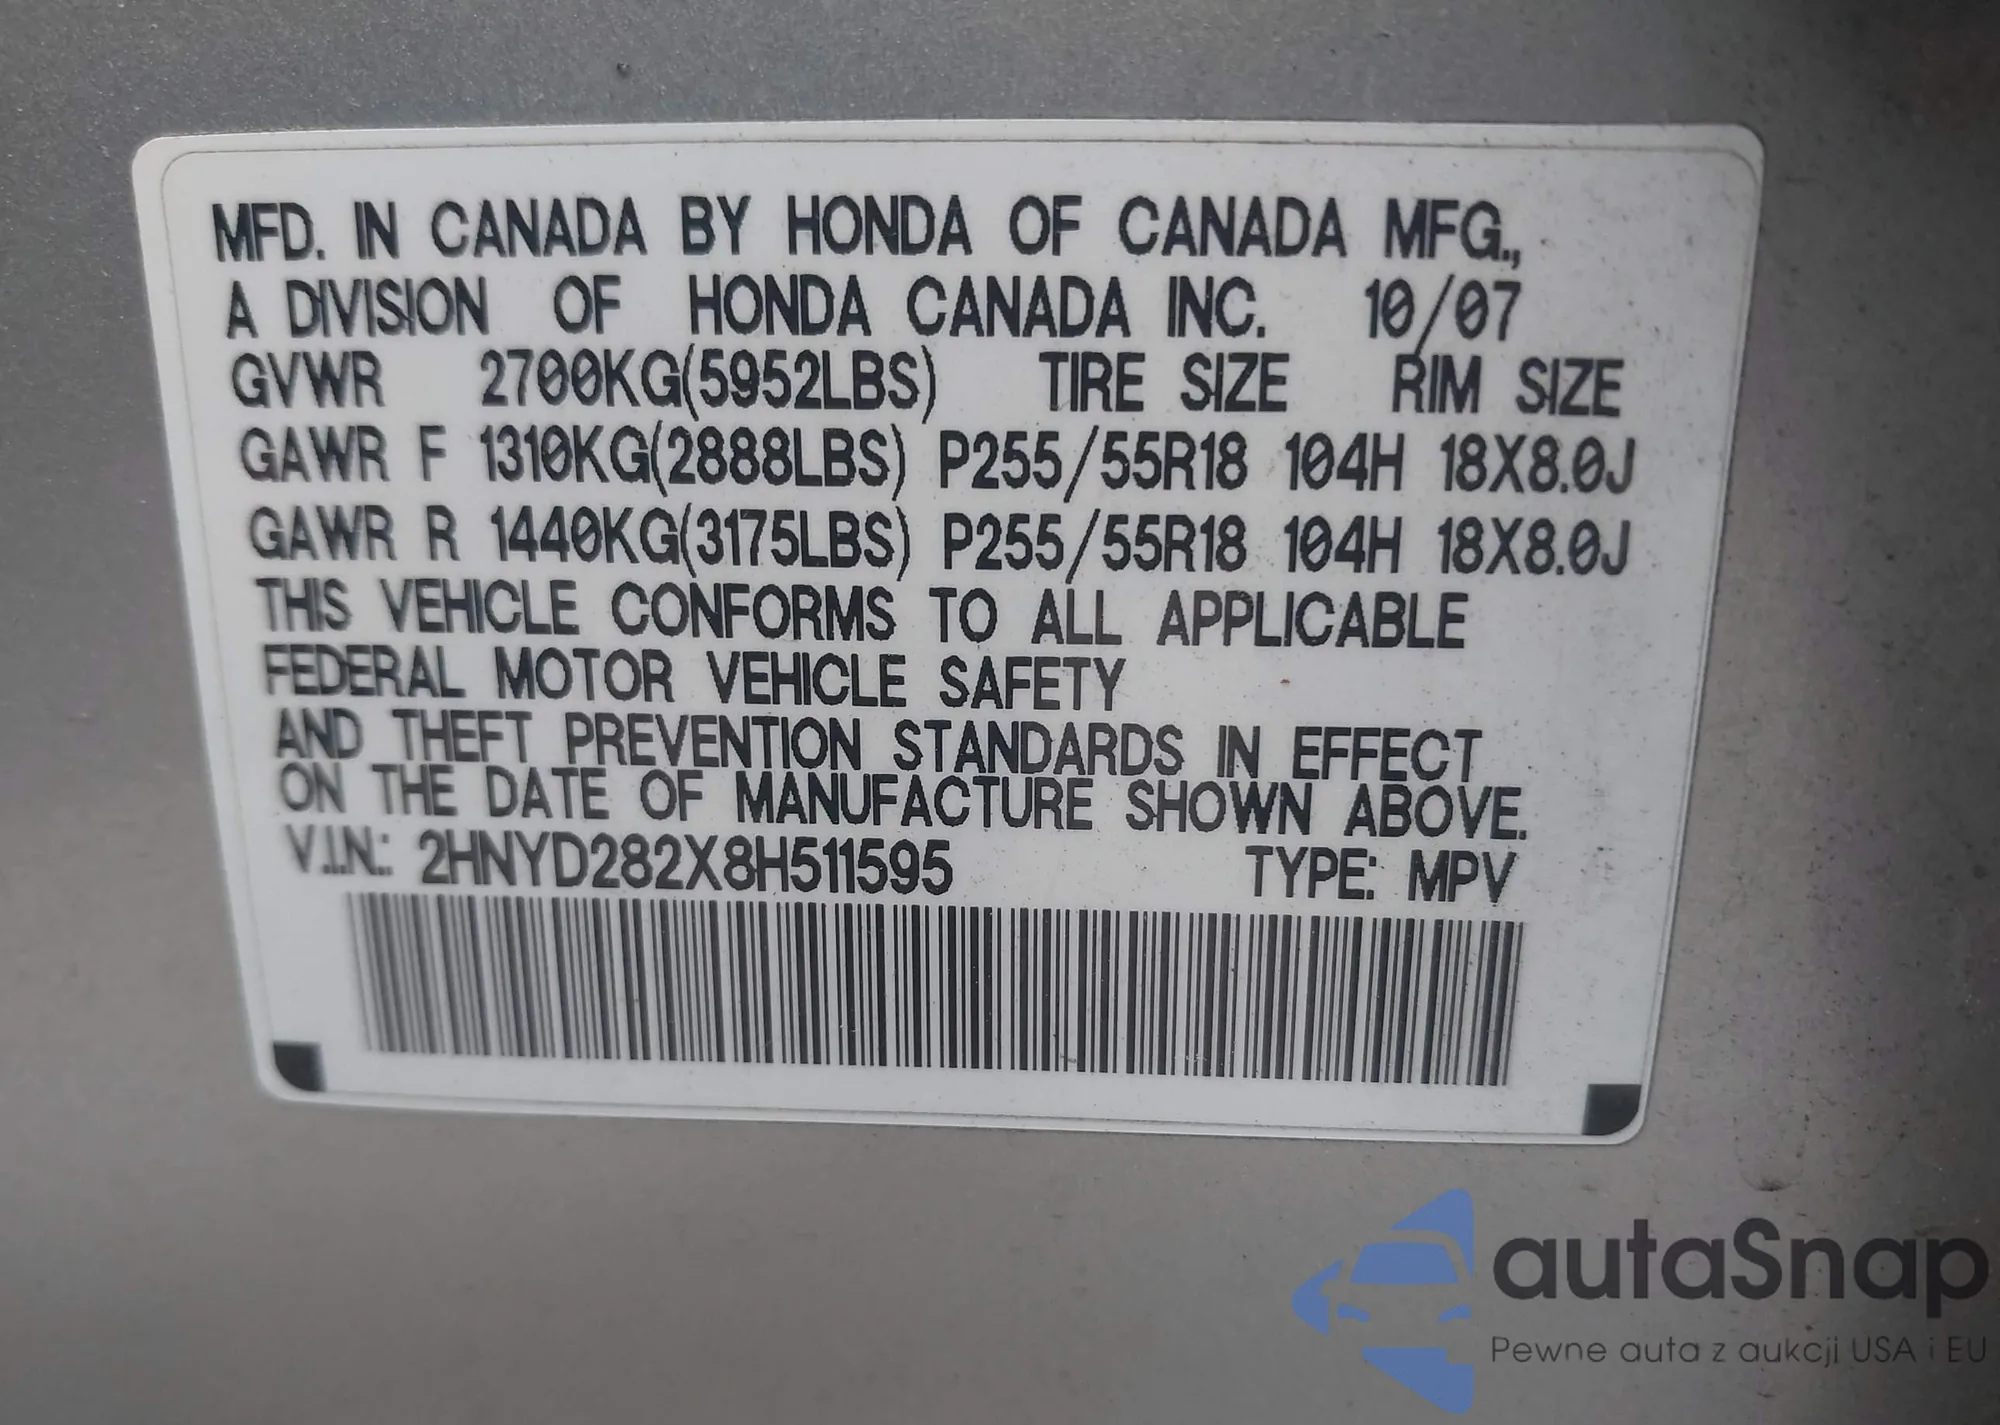 MFD. IN CANADA BY HONDA OF CANADA MFG.,
A DIVISION OF HONDA CANADA INC. 10/07
GVWR 2700KG(5952LBS) TIRE SIZE RIM SIZE
GAWR F 1310KG(2888LBS) P255/55R18 104H 18X8.0J
GAWR R 1440KG(3175LBS) P255/55R18 104H 18X8.0J
THIS VEHICLE CONFORMS TO ALL APPLICABLE
FEDERAL MOTOR VEHICLE SAFETY
AND THEFT PREVENTION STANDARDS IN EFFECT
ON THE DATE OF MANUFACTURE SHOWN ABOVE.
V.I.N.: 2HNYD282X8H511595 TYPE: MPV
autaSnap
Pewne auta z aukcji USA i EU